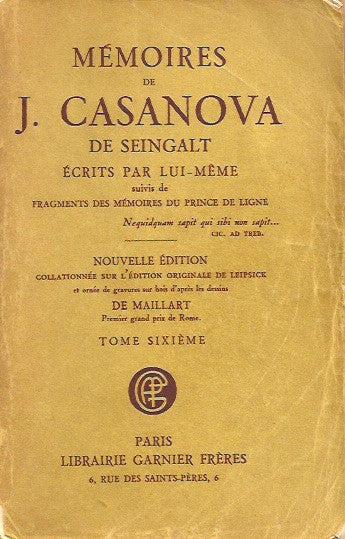 MÉMOIRES
DE
J. CASANOVA
DE SEINGALT
ÉCRITS PAR LUI-MÊME
suivis de
FRAGMENTS DES MÉMOIRES DU PRINCE DE LIGNE
Nequidquam sapit qui sibi non sapit...
CIC. AD TREB.
NOUVELLE ÉDITION
COLLATIONNÉE SUR L'ÉDITION ORIGINALE DE LEIPSICK
et ornée de gravures sur bois d'après les dessins
DE MAILLART
Premier grand prix de Rome.
TOME SIXIÈME
PARIS
LIBRAIRIE GARNIER FRÈRES
6, RUE DES SAINTS-PÈRES, 6